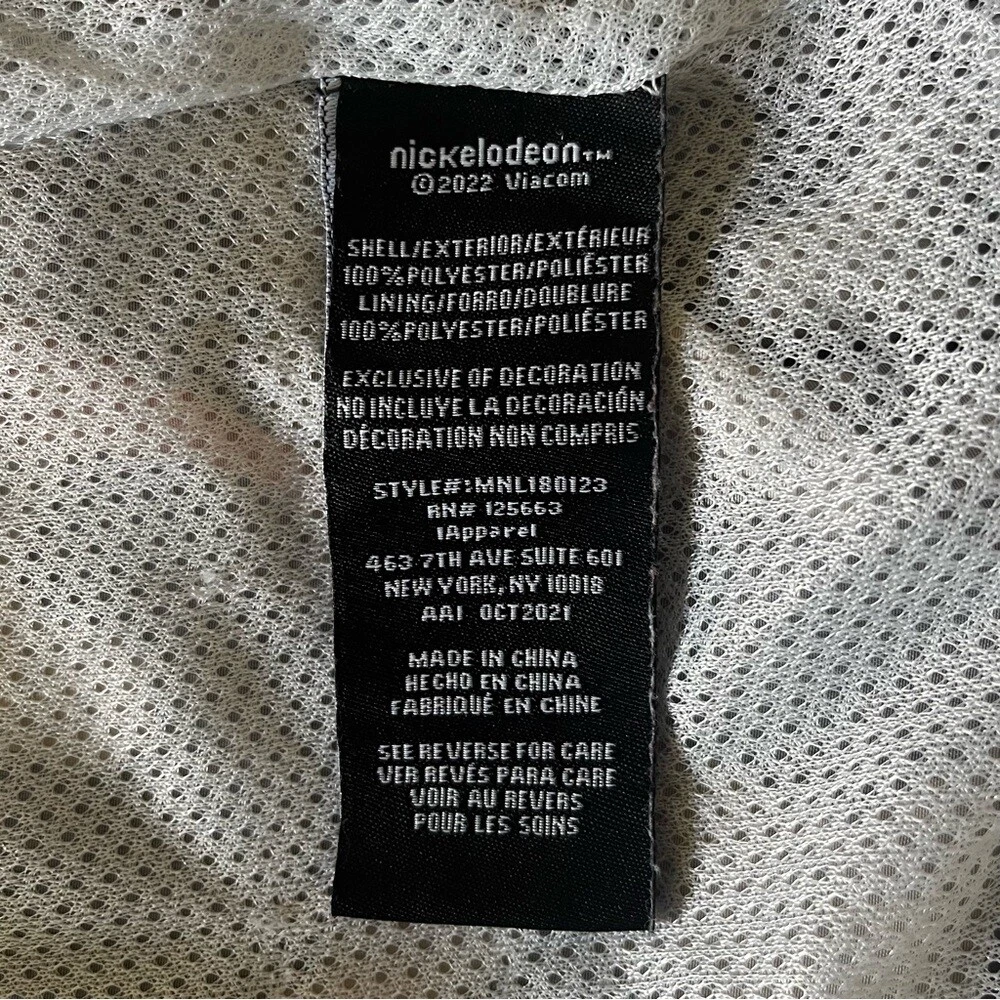 nickelodeon™
©2022 Viacom
SHELL/EXTERIOR/EXTÉRIEUR
100%POLYESTER/POLIÉSTER
LINING/FORRO/DOUBLURE
100%POLYESTER/POLIÉSTER
EXCLUSIVE OF DECORATION
NO INCLUYE LA DECORACIÓN
DÉCORATION NON COMPRIS
STYLE#:MNL180123
RN# 125663
IApparel
463 7TH AVE SUITE 601
NEW YORK, NY 10018
AAI OCT2021
MADE IN CHINA
HECHO EN CHINA
FABRIQUÉ EN CHINE
SEE REVERSE FOR CARE
VER REVÉS PARA CARE
VOIR AU REVERS
POUR LES SOINS